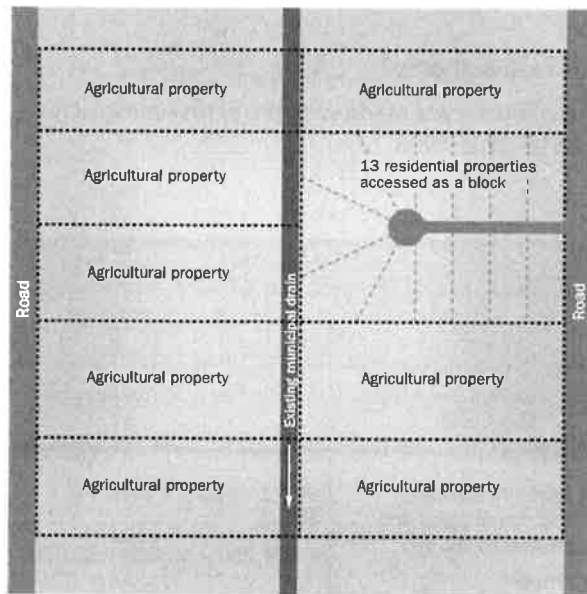 Agricultural property
Agricultural property
Agricultural property
13 residential properties
accessed as a block
Agricultural property
Road
Existing municipal drain
Road
Agricultural property
Agricultural property
Agricultural property
Agricultural property